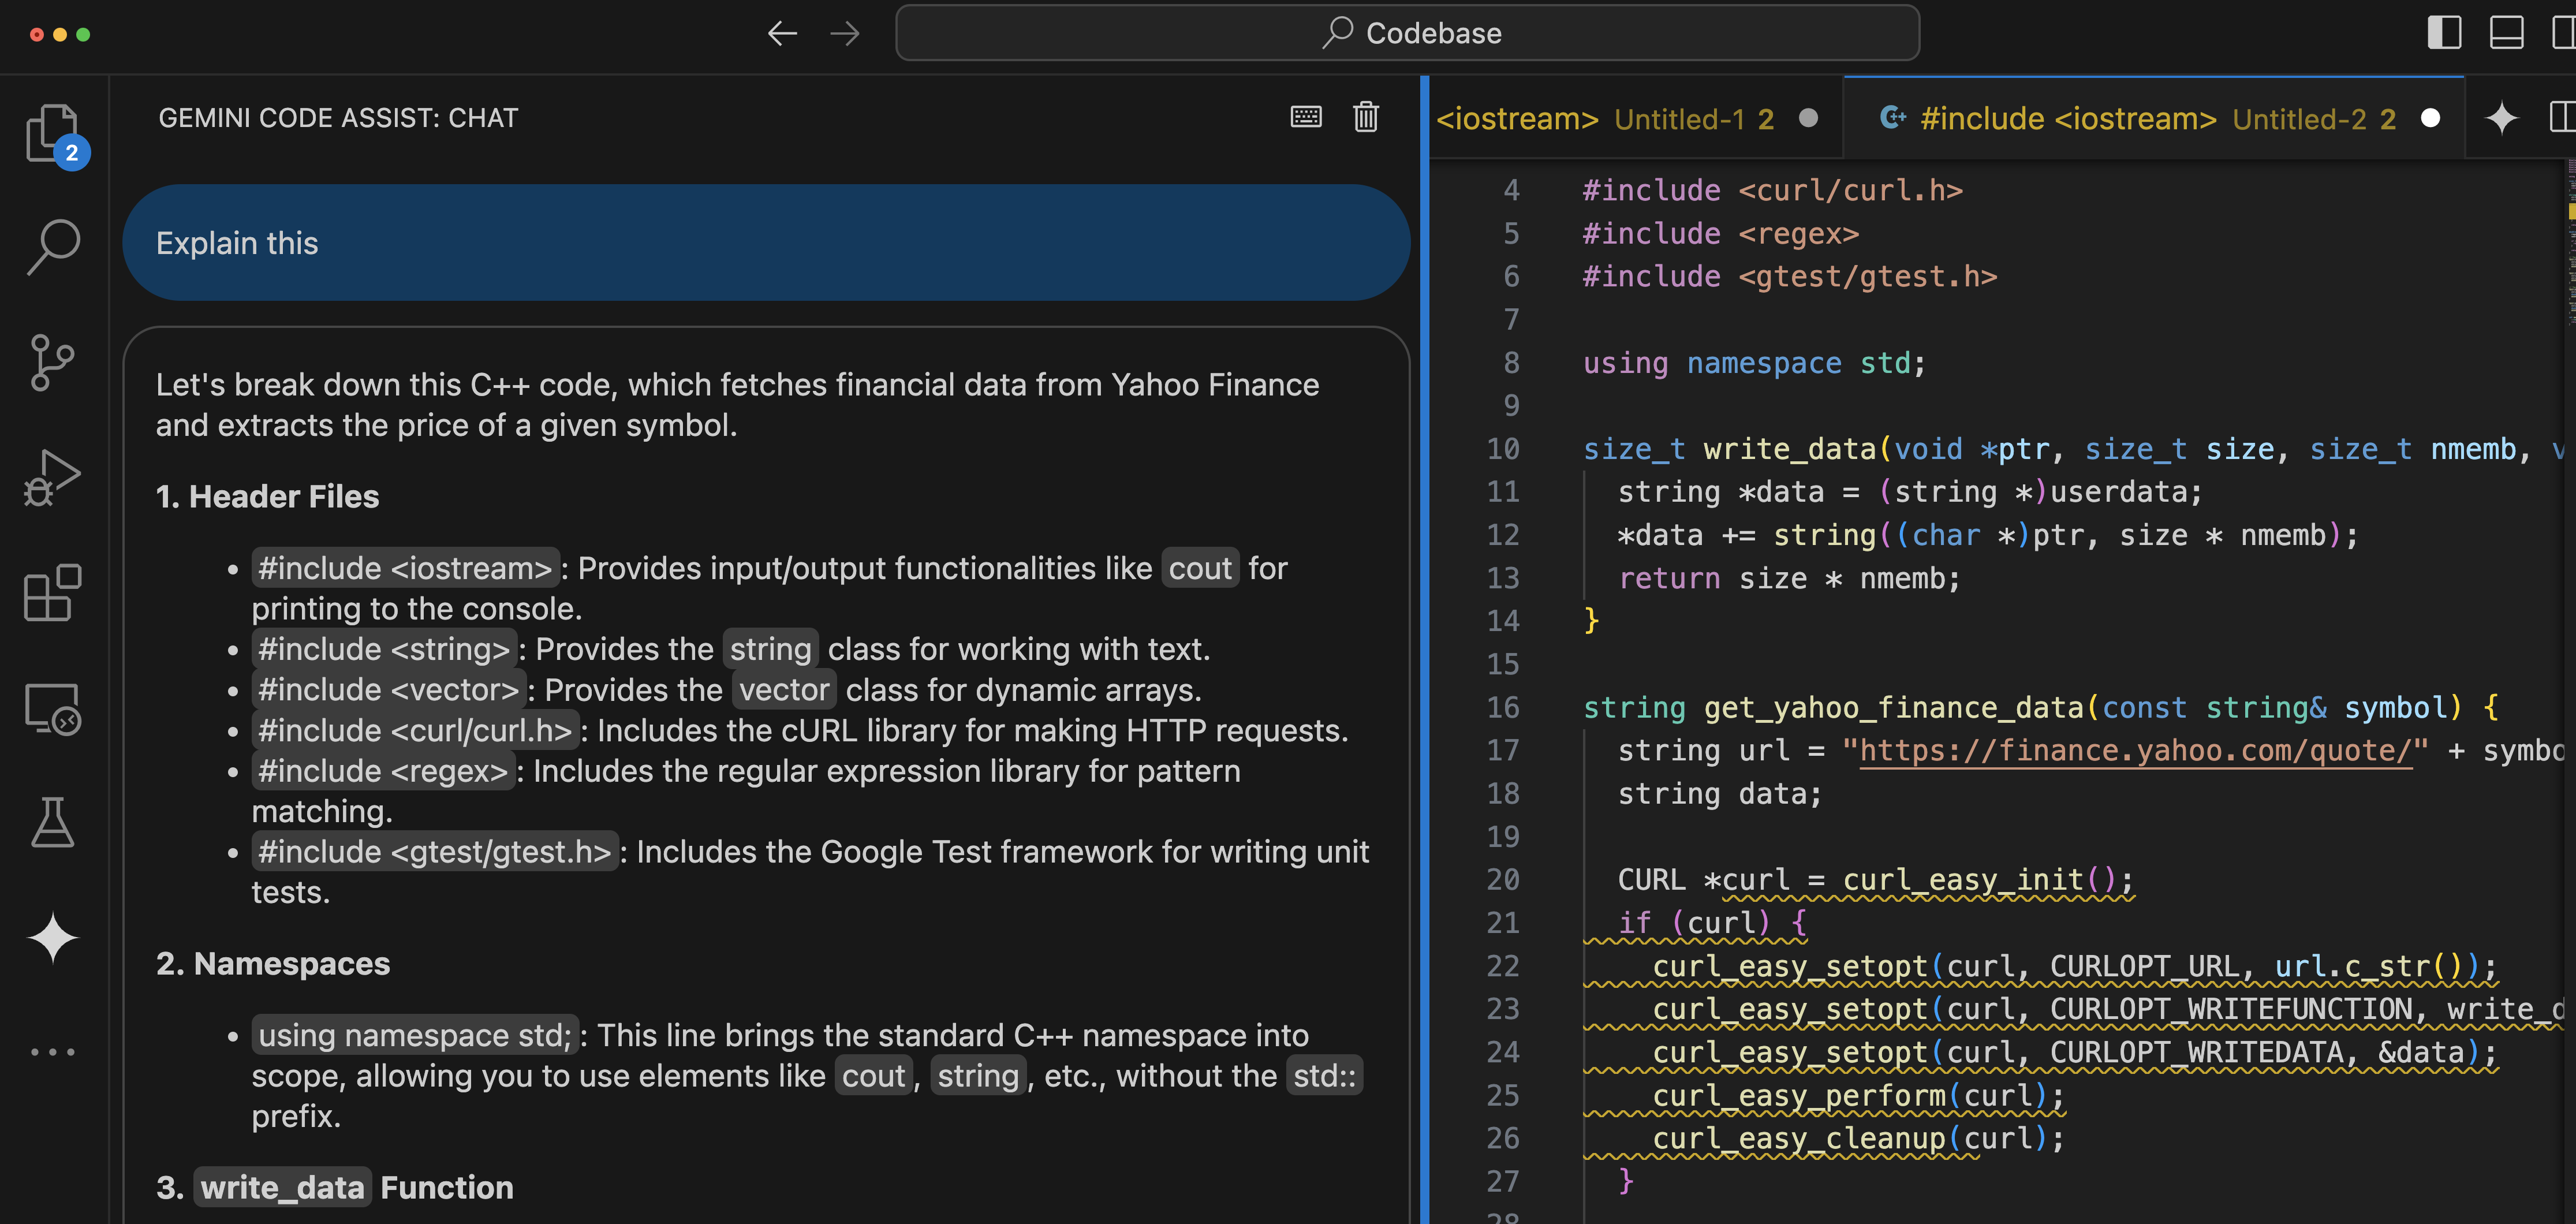 Codebase
2
GEMINI CODE ASSIST: CHAT
Explain this
Let's break down this C++ code, which fetches financial data from Yahoo Finance
and extracts the price of a given symbol.
1. Header Files
• #include <iostream>: Provides input/output functionalities like cout for
printing to the console.
• #include <string>: Provides the string class for working with text.
• #include <vector>: Provides the vector class for dynamic arrays.
• #include <curl/curl.h>: Includes the cURL library for making HTTP requests.
• #include <regex>: Includes the regular expression library for pattern
matching.
• #include <gtest/gtest.h>: Includes the Google Test framework for writing unit
tests.
2. Namespaces
• using namespace std;: This line brings the standard C++ namespace into
scope, allowing you to use elements like cout, string, etc., without the std::
prefix.
3. write_data Function
<iostream> Untitled-1 2
#include <iostream> Untitled-2 2
4 #include <curl/curl.h>
5 #include <regex>
6 #include <gtest/gtest.h>
7
8 using namespace std;
9
10 size_t write_data(void *ptr, size_t size, size_t nmemb, v
11 string *data = (string *)userdata;
12 *data += string((char *)ptr, size * nmemb);
13 return size * nmemb;
14 }
15
16 string get_yahoo_finance_data(const string& symbol) {
17 string url = "https://finance.yahoo.com/quote/" + symbo
18 string data;
19
20 CURL *curl = curl_easy_init();
21 if (curl) {
22 curl_easy_setopt(curl, CURLOPT_URL, url.c_str());
23 curl_easy_setopt(curl, CURLOPT_WRITEFUNCTION, write_d
24 curl_easy_setopt(curl, CURLOPT_WRITEDATA, &data);
25 curl_easy_perform(curl);
26 curl_easy_cleanup(curl);
27 }
28